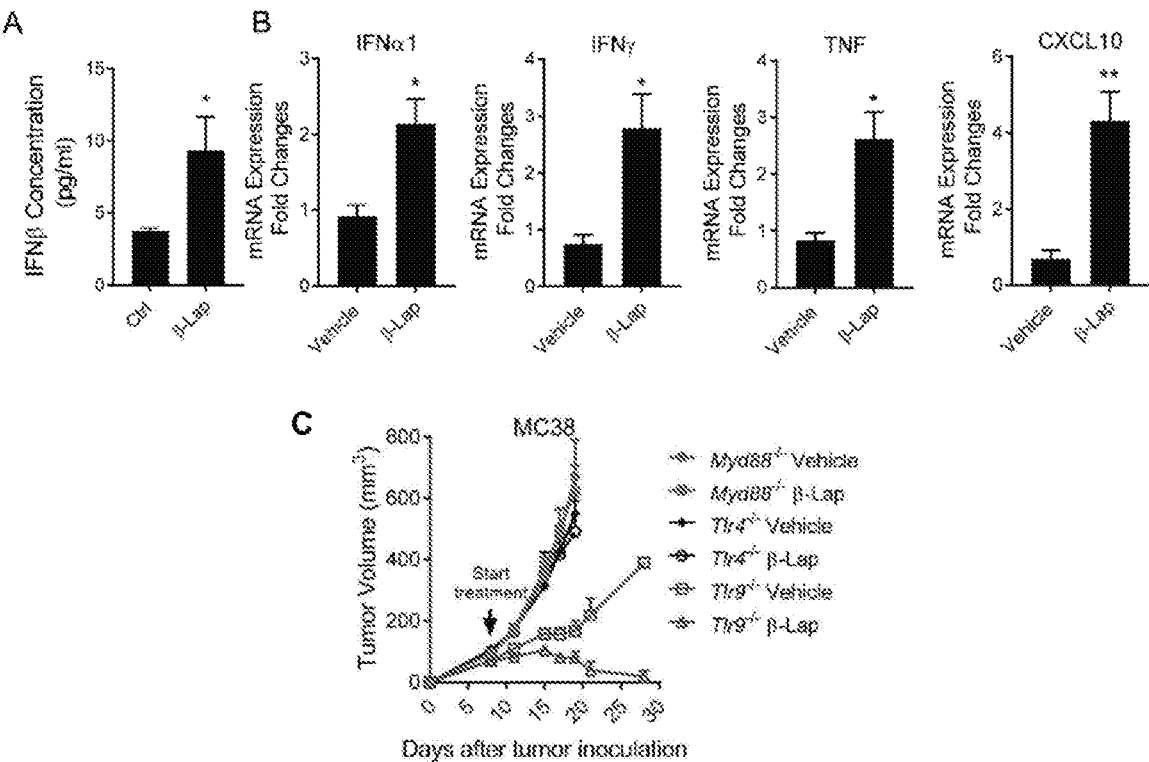 A
IFNβ Concentration
(pg/ml)
15
10
5
0
*
Ctrl
β-Lap
B
IFNα1
mRNA Expression
Fold Changes
3
2
1
0
*
Vehicle
β-Lap
IFNγ
mRNA Expression
Fold Changes
4
3
2
1
0
*
Vehicle
β-Lap
TNF
mRNA Expression
Fold Changes
4
3
2
1
0
*
Vehicle
β-Lap
CXCL10
mRNA Expression
Fold Changes
6
4
2
0
**
Vehicle
β-Lap
C
MC38
Tumor Volume (mm³)
800
600
400
200
0
Start
treatment
0 5 10 15 20 25 30
Days after tumor inoculation
Myd88⁻/⁻ Vehicle
Myd88⁻/⁻ β-Lap
Tlr4⁻/⁻ Vehicle
Tlr4⁻/⁻ β-Lap
Tlr9⁻/⁻ Vehicle
Tlr9⁻/⁻ β-Lap